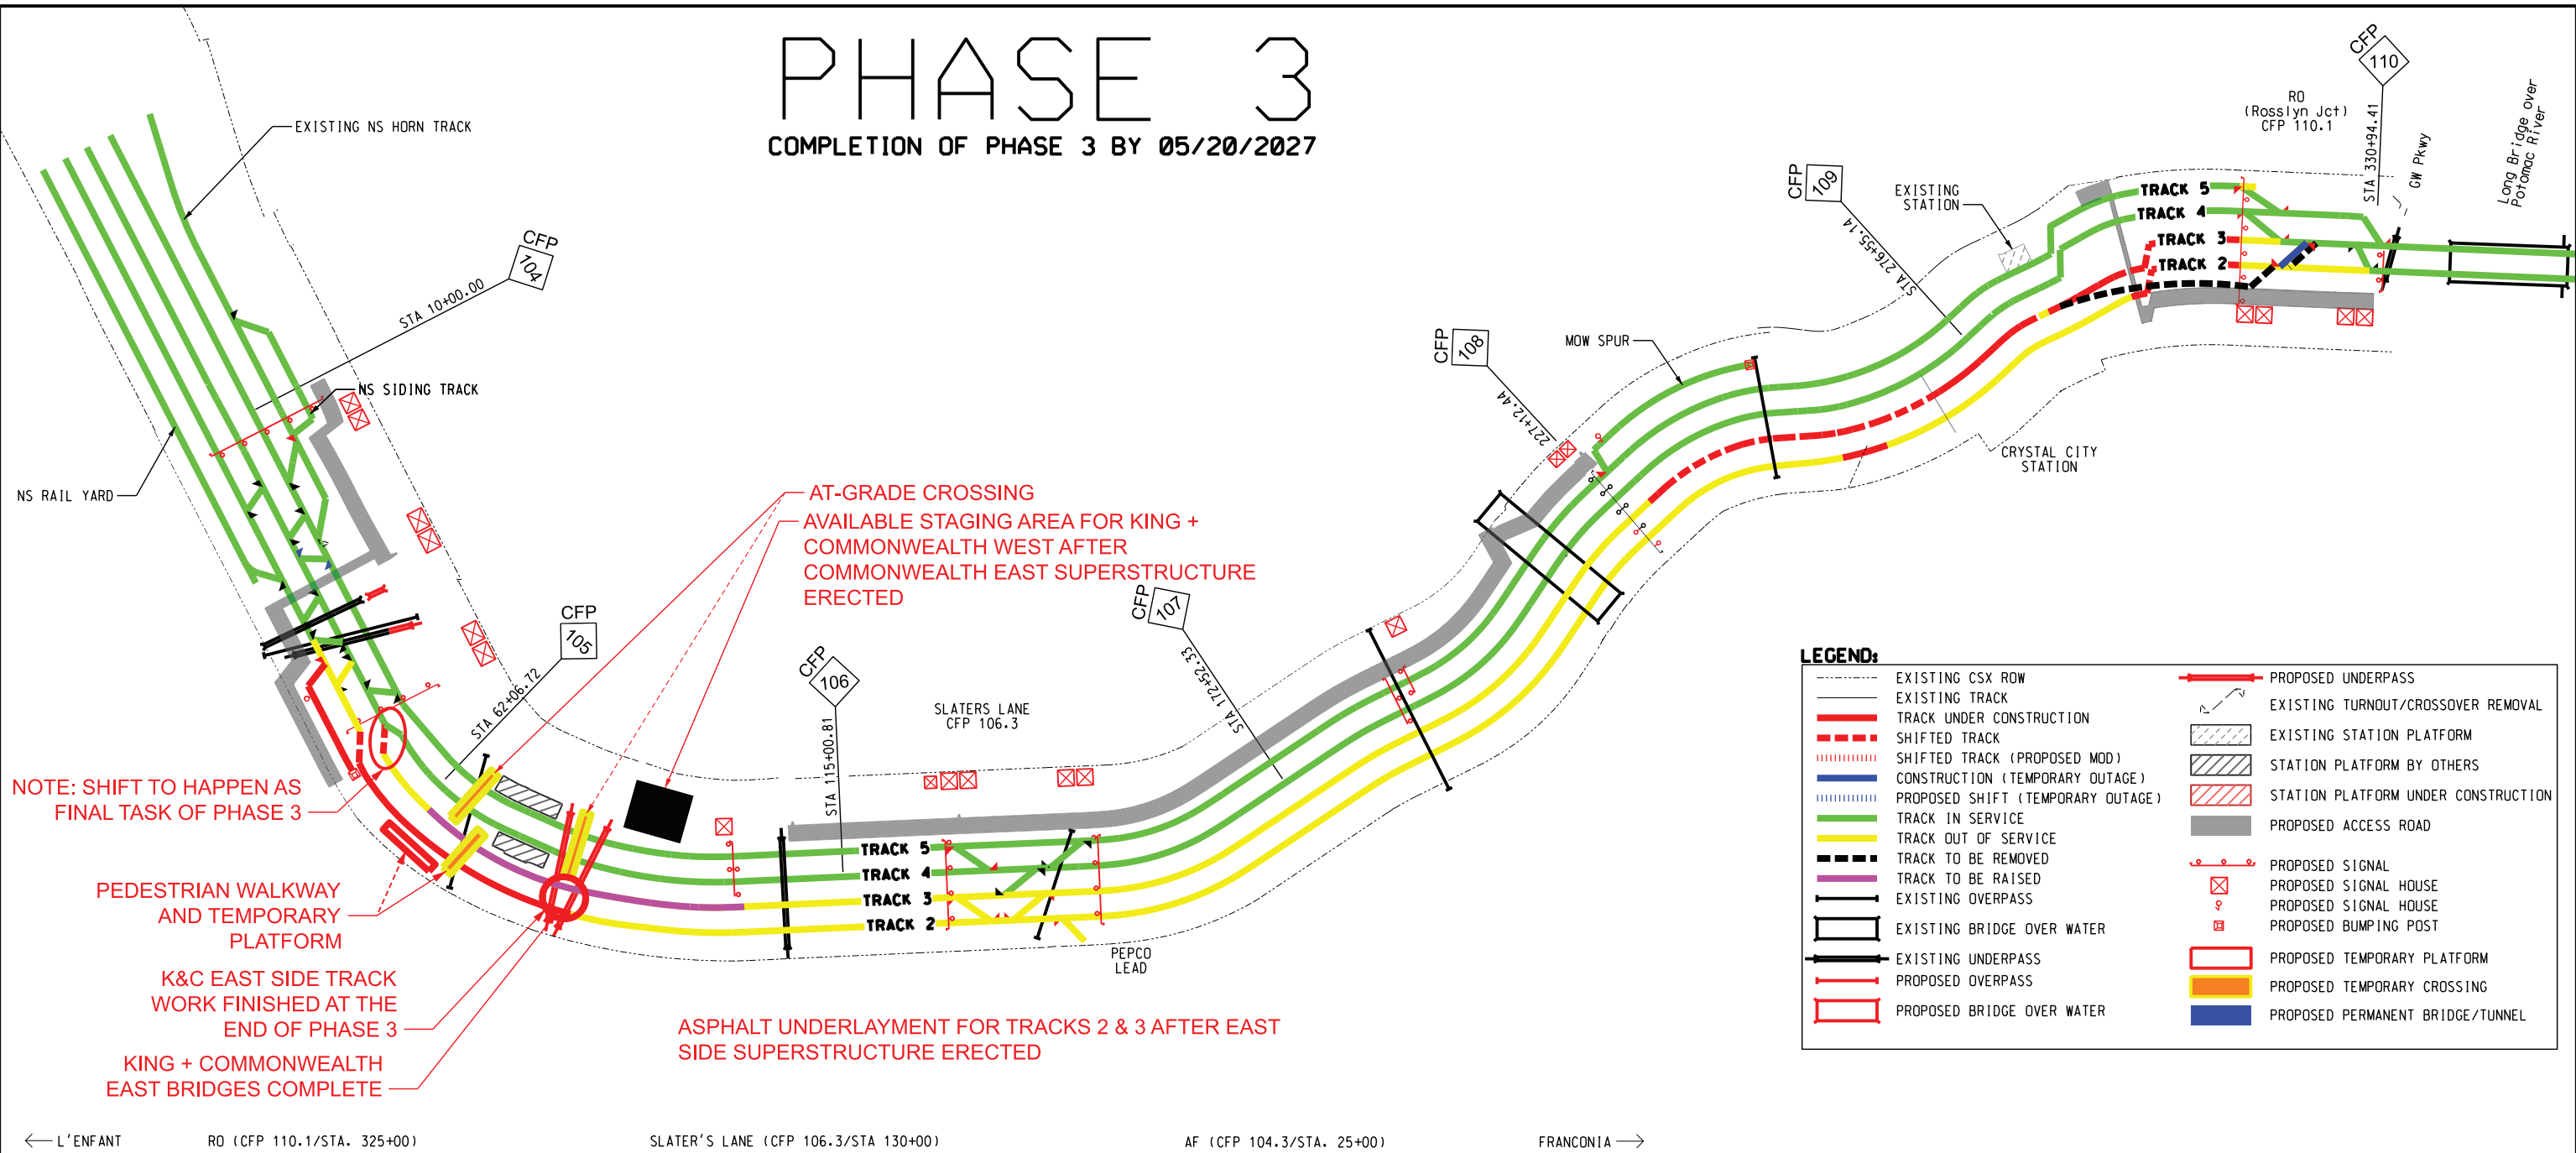 PHASE 3
COMPLETION OF PHASE 3 BY 05/20/2027
EXISTING NS HORN TRACK
CFP
104
STA 10+00.00
NS SIDING TRACK
NS RAIL YARD
AT-GRADE CROSSING
AVAILABLE STAGING AREA FOR KING +
COMMONWEALTH WEST AFTER
COMMONWEALTH EAST SUPERSTRUCTURE
ERECTED
CFP
105
STA 62+06.72
CFP
106
STA 115+00.81
SLATERS LANE
CFP 106.3
CFP
107
STA 172+52.33
CFP
108
227+12.44
MOW SPUR
CFP
109
STA 276+55.14
EXISTING
STATION
CRYSTAL CITY
STATION
RO
(Rosslyn Jct)
CFP 110.1
CFP
110
STA 330+94.41
GW Pkwy
Long Bridge over
Potomac River
TRACK 5
TRACK 4
TRACK 3
TRACK 2
NOTE: SHIFT TO HAPPEN AS
FINAL TASK OF PHASE 3
PEDESTRIAN WALKWAY
AND TEMPORARY
PLATFORM
K&C EAST SIDE TRACK
WORK FINISHED AT THE
END OF PHASE 3
KING + COMMONWEALTH
EAST BRIDGES COMPLETE
TRACK 5
TRACK 4
TRACK 3
TRACK 2
PEPCO
LEAD
ASPHALT UNDERLAYMENT FOR TRACKS 2 & 3 AFTER EAST
SIDE SUPERSTRUCTURE ERECTED
LEGEND:
EXISTING CSX ROW
EXISTING TRACK
TRACK UNDER CONSTRUCTION
SHIFTED TRACK
SHIFTED TRACK (PROPOSED MOD)
CONSTRUCTION (TEMPORARY OUTAGE)
PROPOSED SHIFT (TEMPORARY OUTAGE)
TRACK IN SERVICE
TRACK OUT OF SERVICE
TRACK TO BE REMOVED
TRACK TO BE RAISED
EXISTING OVERPASS
EXISTING BRIDGE OVER WATER
EXISTING UNDERPASS
PROPOSED OVERPASS
PROPOSED BRIDGE OVER WATER
PROPOSED UNDERPASS
EXISTING TURNOUT/CROSSOVER REMOVAL
EXISTING STATION PLATFORM
STATION PLATFORM BY OTHERS
STATION PLATFORM UNDER CONSTRUCTION
PROPOSED ACCESS ROAD
PROPOSED SIGNAL
PROPOSED SIGNAL HOUSE
PROPOSED SIGNAL HOUSE
PROPOSED BUMPING POST
PROPOSED TEMPORARY PLATFORM
PROPOSED TEMPORARY CROSSING
PROPOSED PERMANENT BRIDGE/TUNNEL
← L'ENFANT
RO (CFP 110.1/STA. 325+00)
SLATER'S LANE (CFP 106.3/STA 130+00)
AF (CFP 104.3/STA. 25+00)
FRANCONIA →